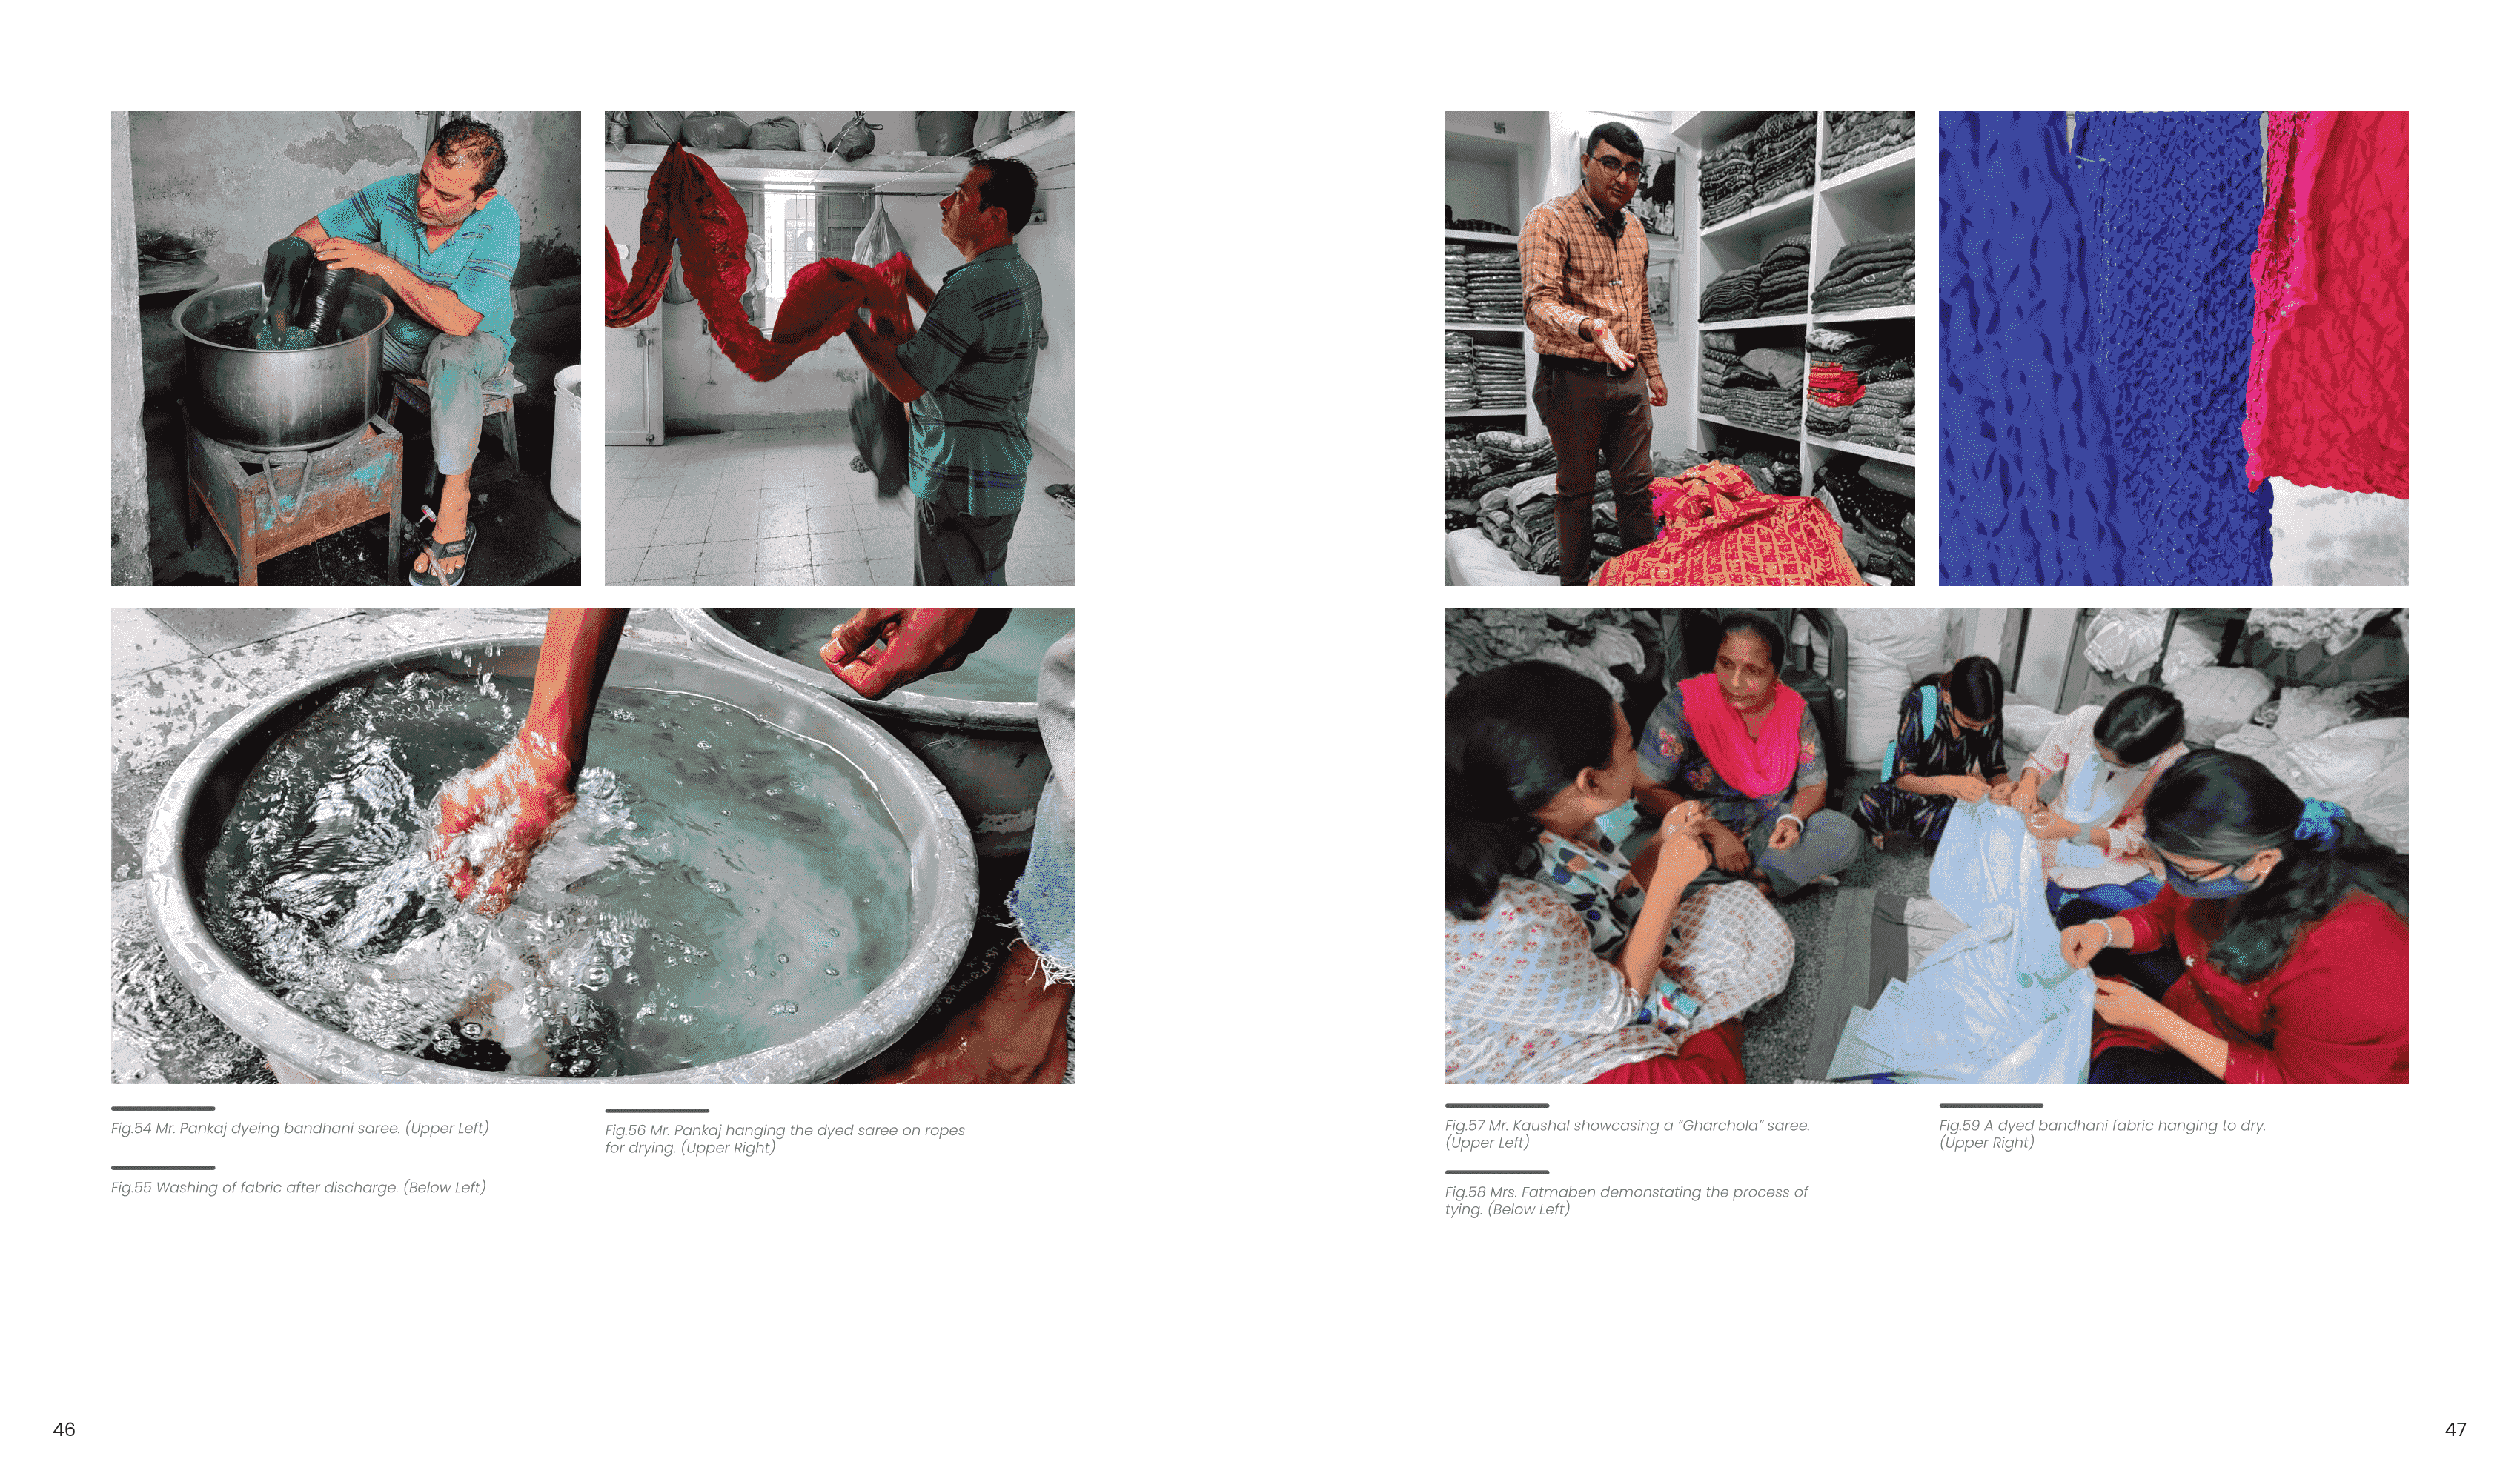 Fig.54 Mr. Pankaj dyeing bandhani saree. (Upper Left)
Fig.55 Washing of fabric after discharge. (Below Left)
Fig.56 Mr. Pankaj hanging the dyed saree on ropes
for drying. (Upper Right)
46
Fig.57 Mr. Kaushal showcasing a “Gharchola” saree.
(Upper Left)
Fig.58 Mrs. Fatmaben demonstating the process of
tying. (Below Left)
Fig.59 A dyed bandhani fabric hanging to dry.
(Upper Right)
47